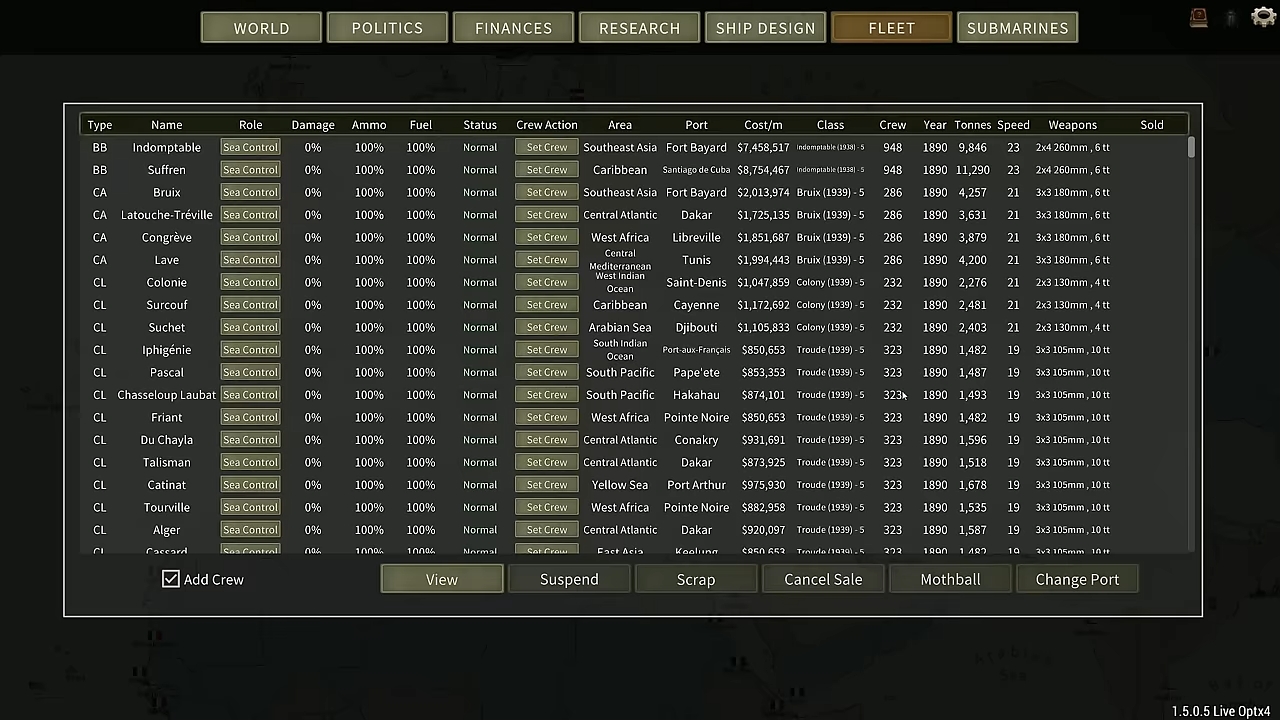 WORLD POLITICS FINANCES RESEARCH SHIP DESIGN FLEET SUBMARINES
Type Name Role Damage Ammo Fuel Status Crew Action Area Port Cost/m Class Crew Year Tonnes Speed Weapons Sold
BB Indomptable Sea Control 0% 100% 100% Normal Set Crew Southeast Asia Fort Bayard $7,458,517 Indomptable (1938) - 5 948 1890 9,846 23 2x4 260mm , 6 tt
BB Suffren Sea Control 0% 100% 100% Normal Set Crew Caribbean Santiago de Cuba $8,754,467 Indomptable (1938) - 5 948 1890 11,290 23 2x4 260mm , 6 tt
CA Bruix Sea Control 0% 100% 100% Normal Set Crew Southeast Asia Fort Bayard $2,013,974 Bruix (1939) - 5 286 1890 4,257 21 3x3 180mm , 6 tt
CA Latouche-Tréville Sea Control 0% 100% 100% Normal Set Crew Central Atlantic Dakar $1,725,135 Bruix (1939) - 5 286 1890 3,631 21 3x3 180mm , 6 tt
CA Congrève Sea Control 0% 100% 100% Normal Set Crew West Africa Libreville $1,851,687 Bruix (1939) - 5 286 1890 3,879 21 3x3 180mm , 6 tt
CA Lave Sea Control 0% 100% 100% Normal Set Crew Central Mediterranean Tunis $1,994,443 Bruix (1939) - 5 286 1890 4,200 21 3x3 180mm , 6 tt
CL Colonie Sea Control 0% 100% 100% Normal Set Crew West Indian Ocean Saint-Denis $1,047,859 Colony (1939) - 5 232 1890 2,276 21 2x3 130mm , 4 tt
CL Surcouf Sea Control 0% 100% 100% Normal Set Crew Caribbean Cayenne $1,172,692 Colony (1939) - 5 232 1890 2,481 21 2x3 130mm , 4 tt
CL Suchet Sea Control 0% 100% 100% Normal Set Crew Arabian Sea Djibouti $1,105,833 Colony (1939) - 5 232 1890 2,403 21 2x3 130mm , 4 tt
CL Iphigénie Sea Control 0% 100% 100% Normal Set Crew South Indian Ocean Port-aux-Français $850,653 Troude (1939) - 5 323 1890 1,482 19 3x3 105mm , 10 tt
CL Pascal Sea Control 0% 100% 100% Normal Set Crew South Pacific Pape'ete $853,353 Troude (1939) - 5 323 1890 1,487 19 3x3 105mm , 10 tt
CL Chasseloup Laubat Sea Control 0% 100% 100% Normal Set Crew South Pacific Hakahau $874,101 Troude (1939) - 5 323 1890 1,493 19 3x3 105mm , 10 tt
CL Friant Sea Control 0% 100% 100% Normal Set Crew West Africa Pointe Noire $850,653 Troude (1939) - 5 323 1890 1,482 19 3x3 105mm , 10 tt
CL Du Chayla Sea Control 0% 100% 100% Normal Set Crew Central Atlantic Conakry $931,691 Troude (1939) - 5 323 1890 1,596 19 3x3 105mm , 10 tt
CL Talisman Sea Control 0% 100% 100% Normal Set Crew Central Atlantic Dakar $873,925 Troude (1939) - 5 323 1890 1,518 19 3x3 105mm , 10 tt
CL Catinat Sea Control 0% 100% 100% Normal Set Crew Yellow Sea Port Arthur $975,930 Troude (1939) - 5 323 1890 1,678 19 3x3 105mm , 10 tt
CL Tourville Sea Control 0% 100% 100% Normal Set Crew West Africa Pointe Noire $882,958 Troude (1939) - 5 323 1890 1,535 19 3x3 105mm , 10 tt
CL Alger Sea Control 0% 100% 100% Normal Set Crew Central Atlantic Dakar $920,097 Troude (1939) - 5 323 1890 1,587 19 3x3 105mm , 10 tt
CL Cassard Sea Control 0% 100% 100% Normal Set Crew East Asia Keelung $850,653 Troude (1939) - 5 323 1890 1,482 19 3x3 105mm , 10 tt
Add Crew View Suspend Scrap Cancel Sale Mothball Change Port
1.5.0.5 Live Optx4